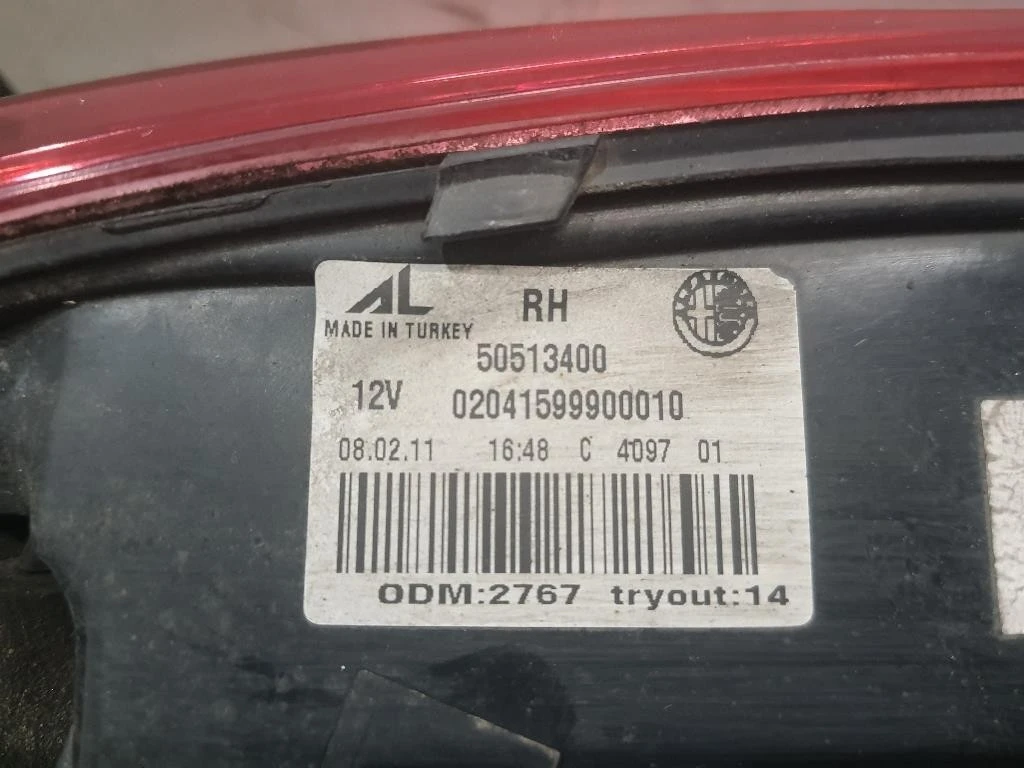 AL RH
MADE IN TURKEY
50513400
12V 02041599900010
08.02.11 16:48 C 4097 01
ODM:2767 tryout:14